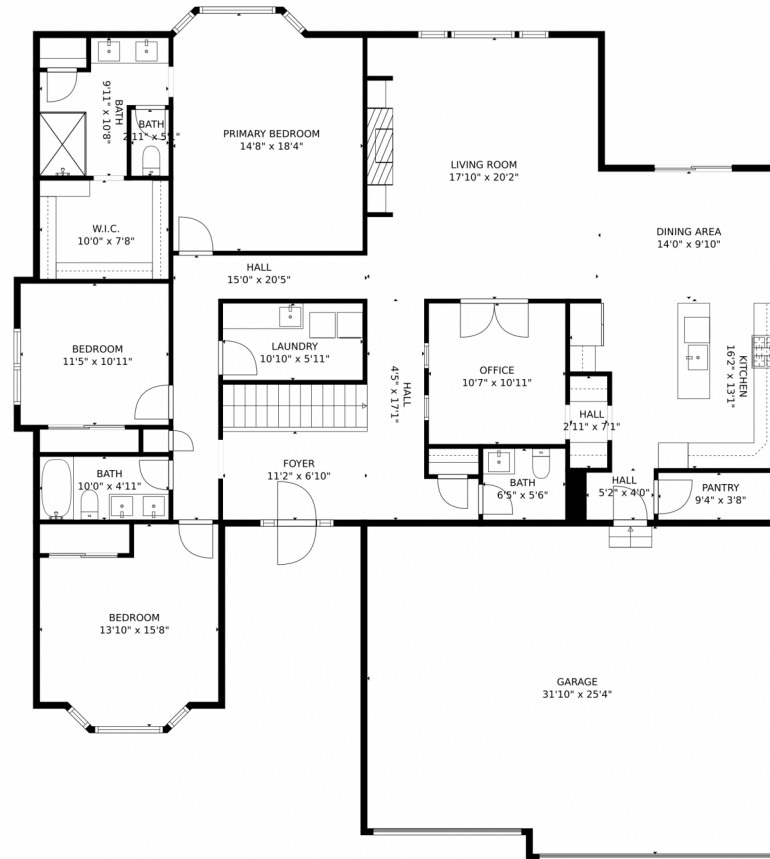 BATH
9'11" x 10'8"
BATH
2'11" x 5'1"
PRIMARY BEDROOM
14'8" x 18'4"
LIVING ROOM
17'10" x 20'2"
W.I.C.
10'0" x 7'8"
DINING AREA
14'0" x 9'10"
HALL
15'0" x 20'5"
BEDROOM
11'5" x 10'11"
LAUNDRY
10'10" x 5'11"
HALL
4'5" x 17'1"
OFFICE
10'7" x 10'11"
KITCHEN
16'2" x 13'1"
HALL
2'11" x 7'1"
BATH
10'0" x 4'11"
FOYER
11'2" x 6'10"
BATH
6'5" x 5'6"
HALL
5'2" x 4'0"
PANTRY
9'4" x 3'8"
BEDROOM
13'10" x 15'8"
GARAGE
31'10" x 25'4"